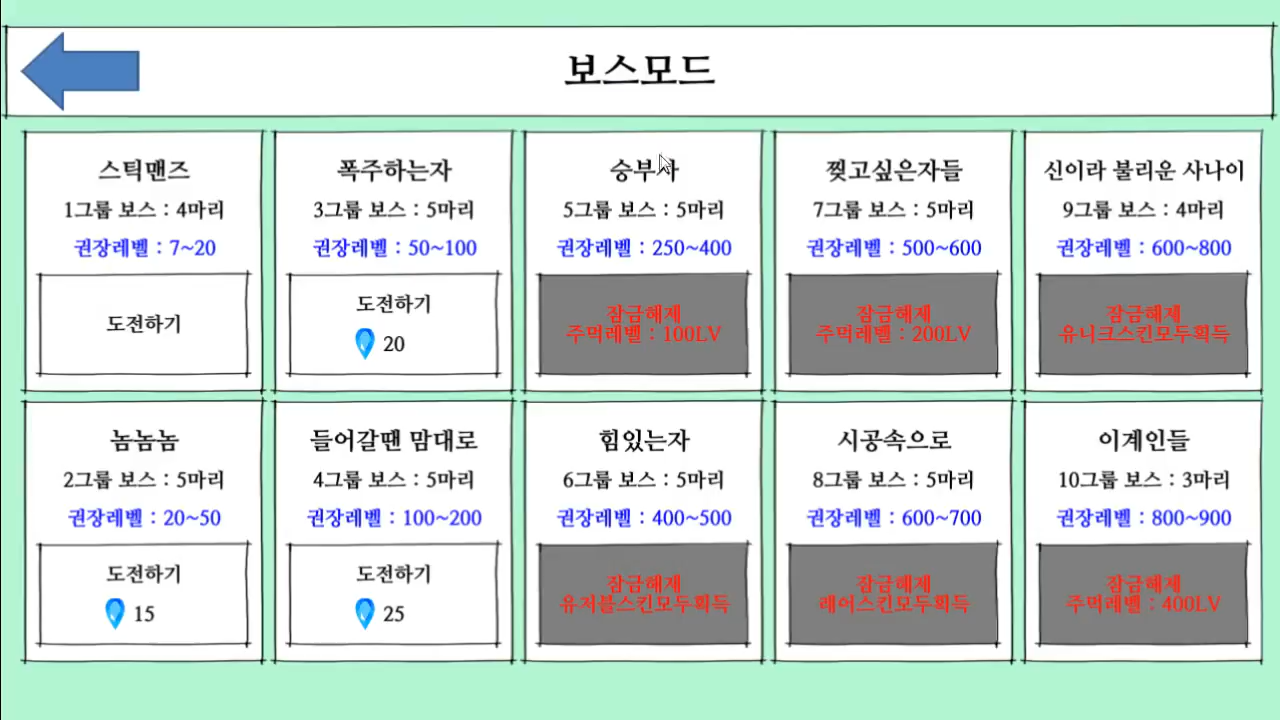 보스모드
스틱맨즈
1그룹 보스 : 4마리
권장레벨 : 7~20
도전하기
폭주하는자
3그룹 보스 : 5마리
권장레벨 : 50~100
도전하기
20
승부사
5그룹 보스 : 5마리
권장레벨 : 250~400
잠금해제
주먹레벨 : 100LV
찢고싶은자들
7그룹 보스 : 5마리
권장레벨 : 500~600
잠금해제
주먹레벨 : 200LV
신이라 불리운 사나이
9그룹 보스 : 4마리
권장레벨 : 600~800
잠금해제
유니크스킨모두획득
놈놈놈
2그룹 보스 : 5마리
권장레벨 : 20~50
도전하기
15
들어갈땐 맘대로
4그룹 보스 : 5마리
권장레벨 : 100~200
도전하기
25
힘있는자
6그룹 보스 : 5마리
권장레벨 : 400~500
잠금해제
유저블스킨모두획득
시공속으로
8그룹 보스 : 5마리
권장레벨 : 600~700
잠금해제
레어스킨모두획득
이계인들
10그룹 보스 : 3마리
권장레벨 : 800~900
잠금해제
주먹레벨 : 400LV